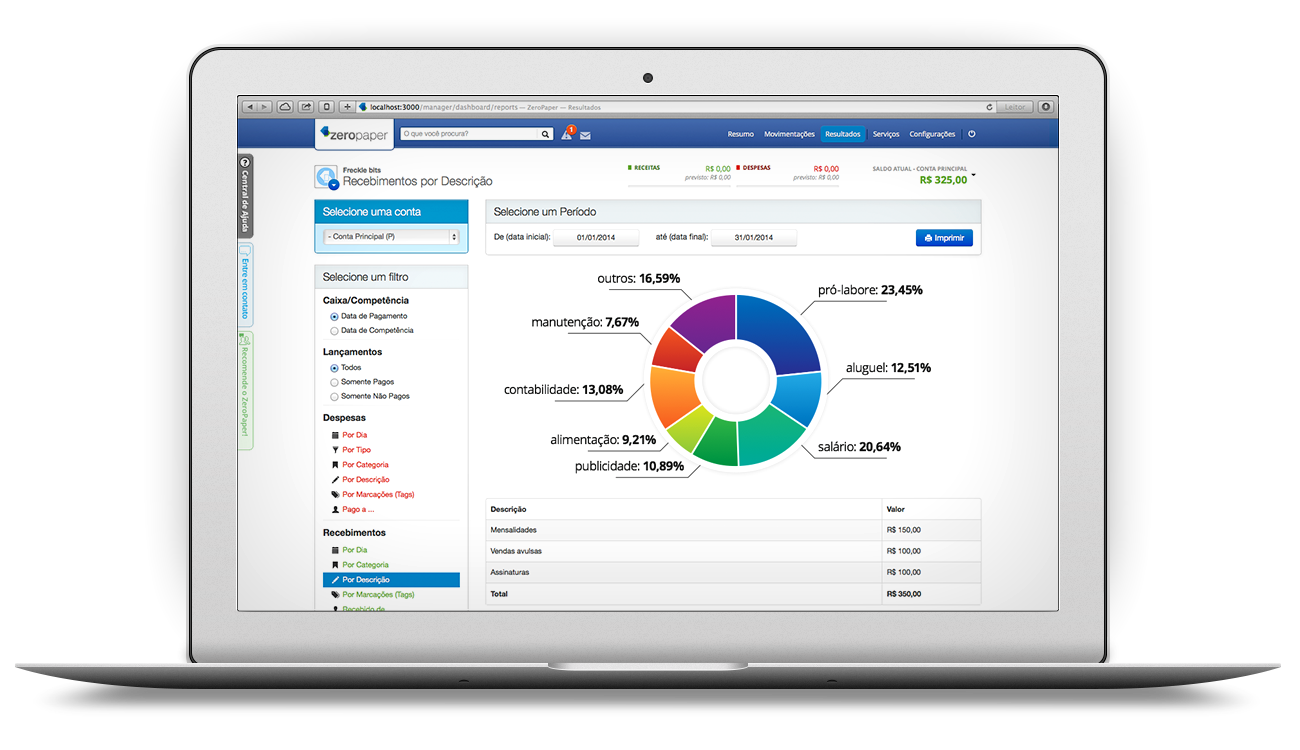 localhost:3000/manager/dashboard/reports — ZeroPaper — Resultados
Leitor
zeropaper
O que você procura?
1
Resumo Movimentações Resultados Serviços Configurações
? Central de Ajuda
Entre em contato
Recomende o ZeroPaper!
Freckle bits
Recebimentos por Descrição
RECEITAS R$ 0,00
previsto: R$ 0,00
DESPESAS R$ 0,00
previsto: R$ 0,00
SALDO ATUAL - CONTA PRINCIPAL
R$ 325,00
Selecione uma conta
- Conta Principal (P)
Selecione um Período
De (data inicial): 01/01/2014 até (data final): 31/01/2014 Imprimir
Selecione um filtro
Caixa/Competência
Data de Pagamento
Data de Competência
Lançamentos
Todos
Somente Pagos
Somente Não Pagos
Despesas
Por Dia
Por Tipo
Por Categoria
Por Descrição
Por Marcações (Tags)
Pago a ...
Recebimentos
Por Dia
Por Categoria
Por Descrição
Por Marcações (Tags)
Recebido de
outros: 16,59%
pró-labore: 23,45%
manutenção: 7,67%
aluguel: 12,51%
contabilidade: 13,08%
alimentação: 9,21%
salário: 20,64%
publicidade: 10,89%
Descrição Valor
Mensalidades R$ 150,00
Vendas avulsas R$ 100,00
Assinaturas R$ 100,00
Total R$ 350,00